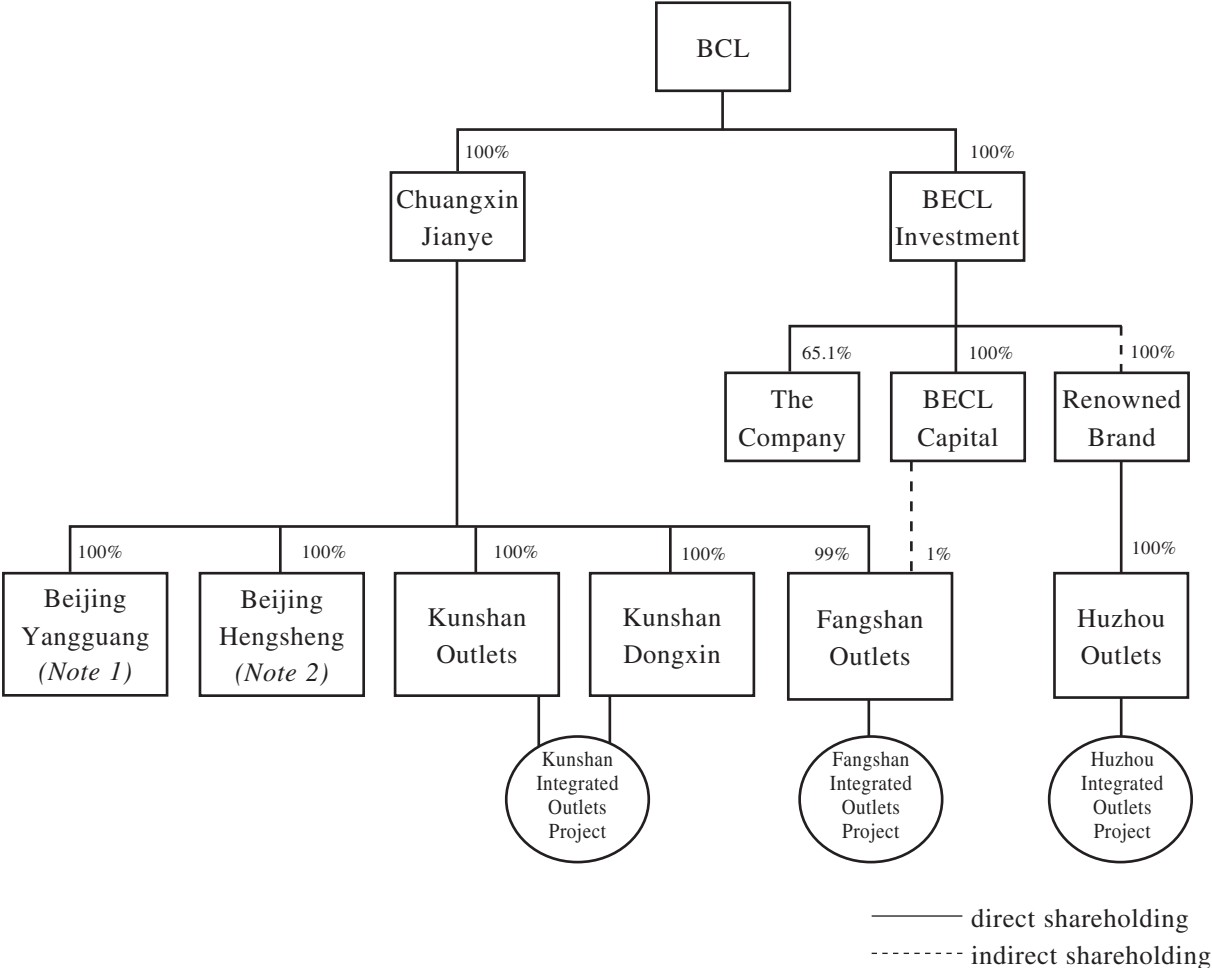 BCL
100%
100%
Chuangxin
Jianye
BECL
Investment
65.1%
100%
100%
The
Company
BECL
Capital
Renowned
Brand
100%
100%
100%
100%
99%
1%
100%
Beijing
Yangguang
(Note 1)
Beijing
Hengsheng
(Note 2)
Kunshan
Outlets
Kunshan
Dongxin
Fangshan
Outlets
Huzhou
Outlets
Kunshan
Integrated
Outlets
Project
Fangshan
Integrated
Outlets
Project
Huzhou
Integrated
Outlets
Project
direct shareholding
indirect shareholding